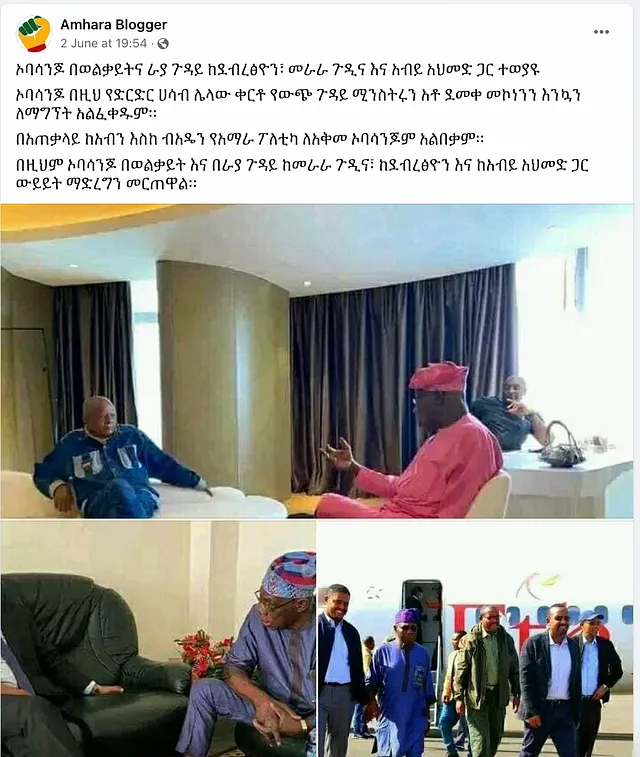 Amhara Blogger
2 June at 19:54 ·
ኦባሳንጆ በወልቃይትና ራያ ጉዳይ ከደብረፅዮን፣ መራራ ጉዲና እና አብይ አህመድ ጋር ተወያዩ
ኦባሳንጆ በዚህ የድርድር ሀሳብ ሌላው ቀርቶ የውጭ ጉዳይ ሚንስትሩን አቶ ደመቀ መኮነንን እንኳን
ለማግኘት አልፈቀዱም።
በአጠቃላይ ከአብን እስከ ብአዴን የአማራ ፖለቲካ ለአቅመ ኦባሳንጆም አልበቃም።
በዚህም ኦባሳንጆ በወልቃይት እና በራያ ጉዳይ ከመራራ ጉዲና፣ ከደብረፅዮን እና ከአብይ አህመድ ጋር
ውይይት ማድረግን መርጠዋል።